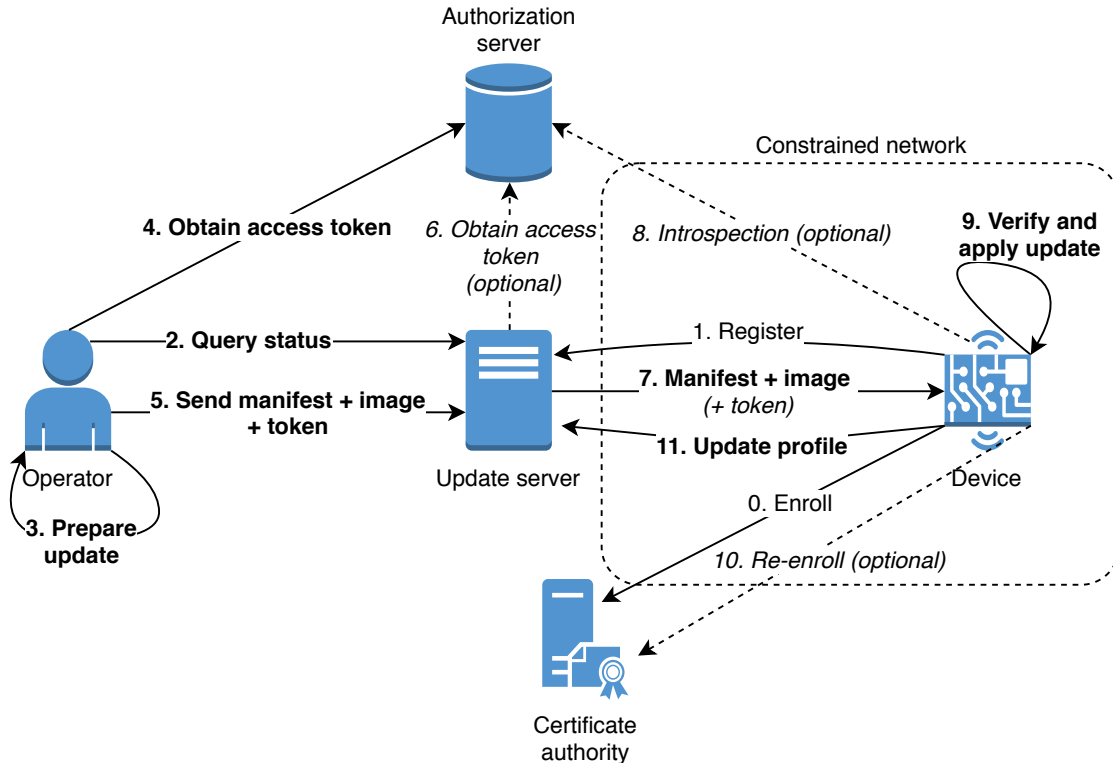 Authorization
server
Constrained network
4. Obtain access token
6. Obtain access
token
(optional)
8. Introspection (optional)
9. Verify and
apply update
2. Query status
1. Register
5. Send manifest + image
+ token
7. Manifest + image
(+ token)
11. Update profile
Operator
Update server
Device
3. Prepare
update
0. Enroll
10. Re-enroll (optional)
Certificate
authority